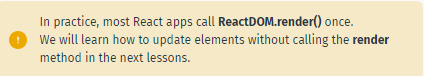 In practice, most React apps call ReactDOM.render() once.
We will learn how to update elements without calling the render
method in the next lessons.